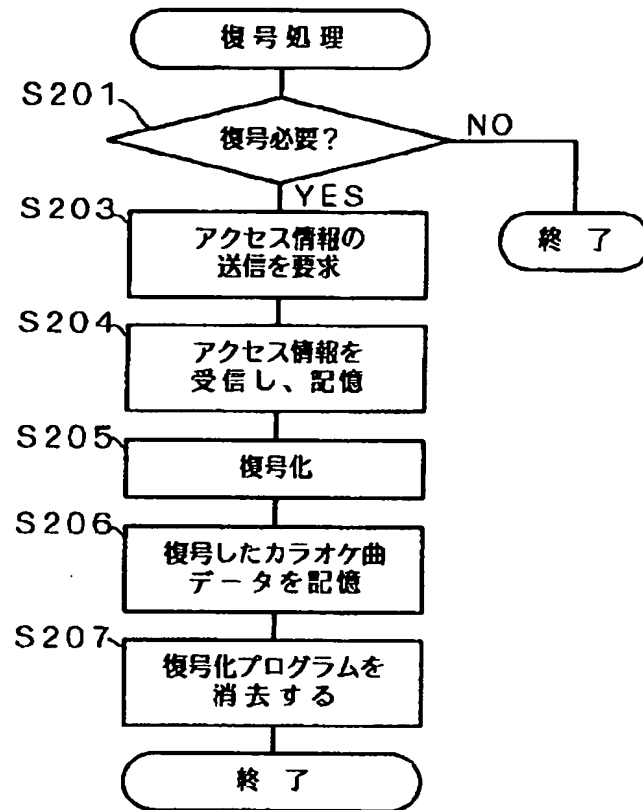 復号処理
S201
復号必要?
NO
YES
終了
S203
アクセス情報の
送信を要求
S204
アクセス情報を
受信し、記憶
S205
復号化
S206
復号したカラオケ曲
データを記憶
S207
復号化プログラムを
消去する
終了